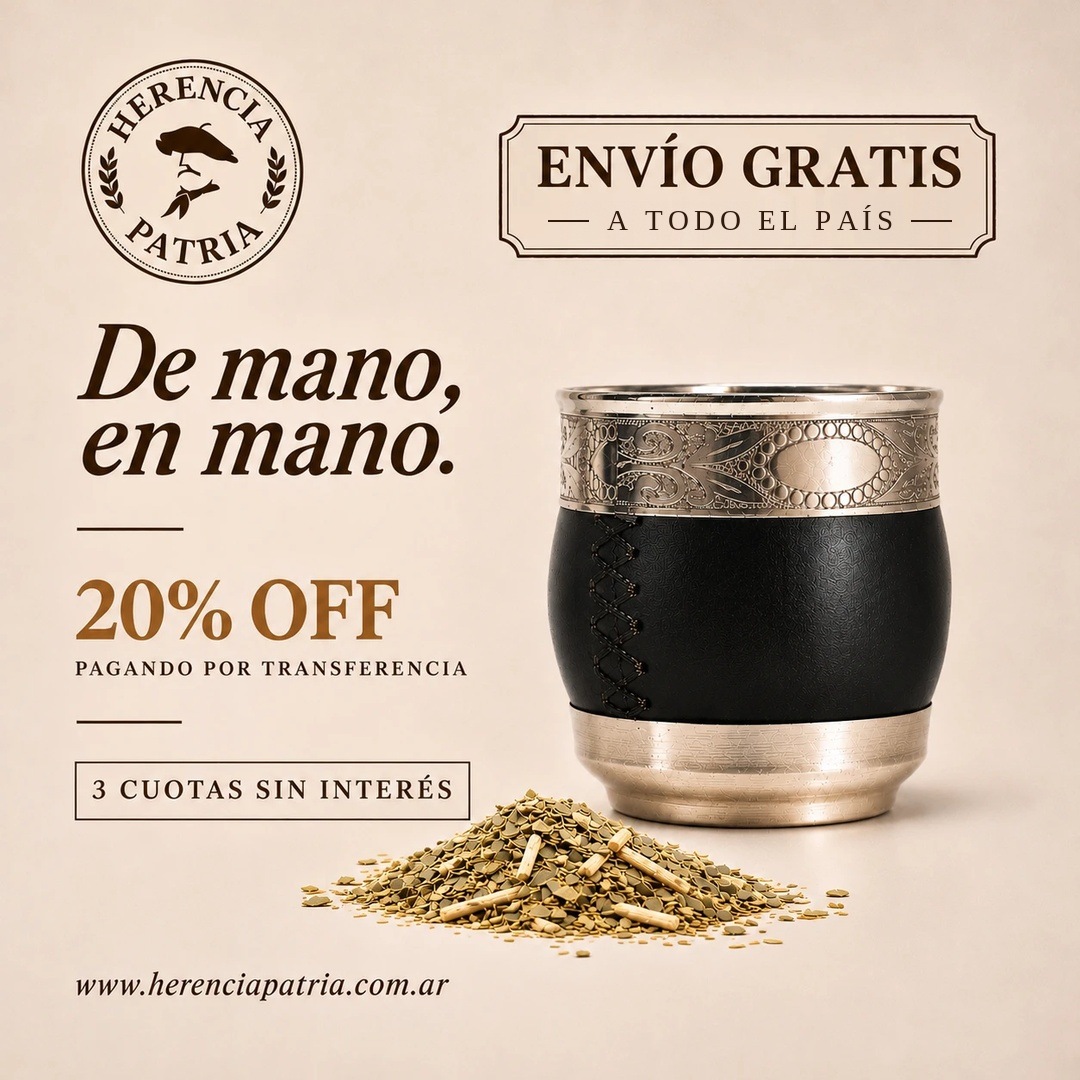 HERENCIA
PATRIA
ENVÍO GRATIS
A TODO EL PAÍS
De mano,
en mano.
20% OFF
PAGANDO POR TRANSFERENCIA
3 CUOTAS SIN INTERÉS
www.herenciapatria.com.ar